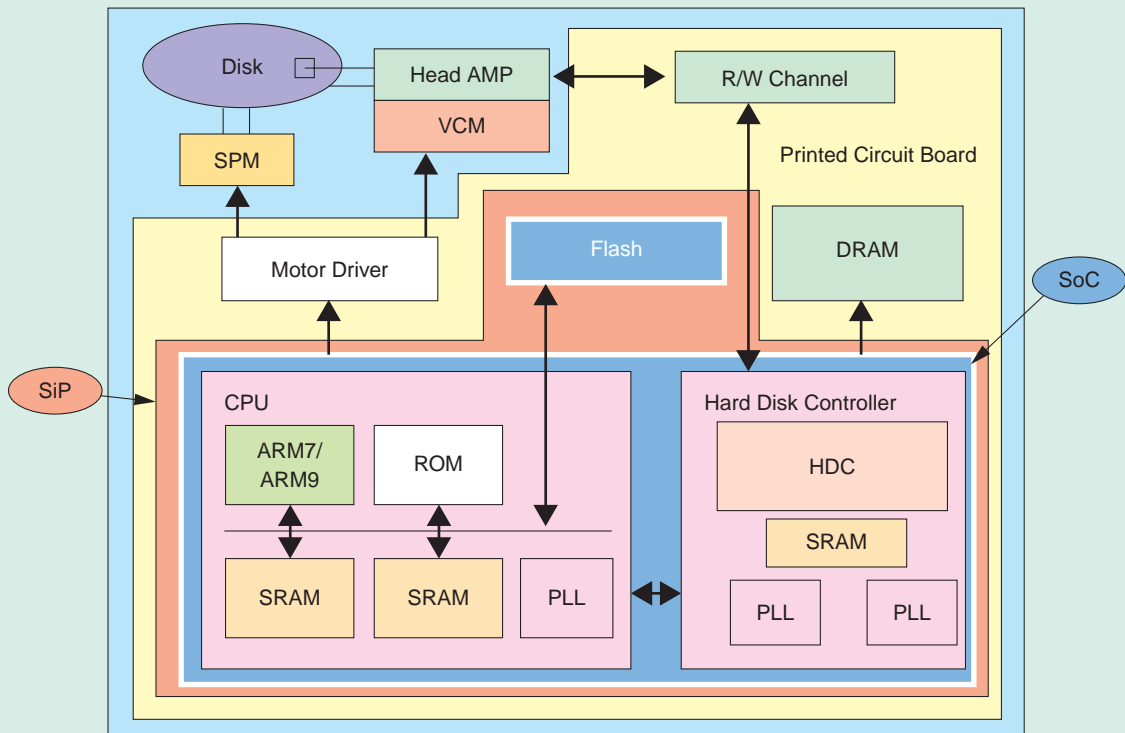 Disk
Head AMP
R/W Channel
VCM
SPM
Printed Circuit Board
Motor Driver
Flash
DRAM
SoC
SiP
CPU
Hard Disk Controller
ARM7/
ARM9
ROM
HDC
SRAM
SRAM
SRAM
PLL
PLL
PLL